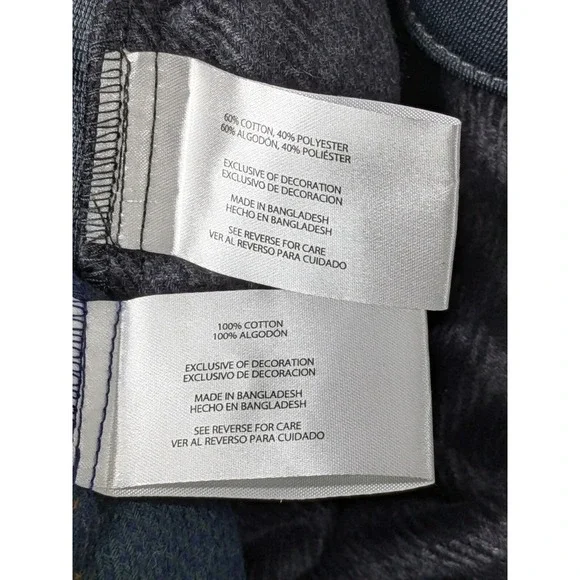 60% COTTON, 40% POLYESTER
60% ALGODÓN, 40% POLIÉSTER
EXCLUSIVE OF DECORATION
EXCLUSIVO DE DECORACION
MADE IN BANGLADESH
HECHO EN BANGLADESH
SEE REVERSE FOR CARE
VER AL REVERSO PARA CUIDADO
100% COTTON
100% ALGODÓN
EXCLUSIVE OF DECORATION
EXCLUSIVO DE DECORACION
MADE IN BANGLADESH
HECHO EN BANGLADESH
SEE REVERSE FOR CARE
VER AL REVERSO PARA CUIDADO